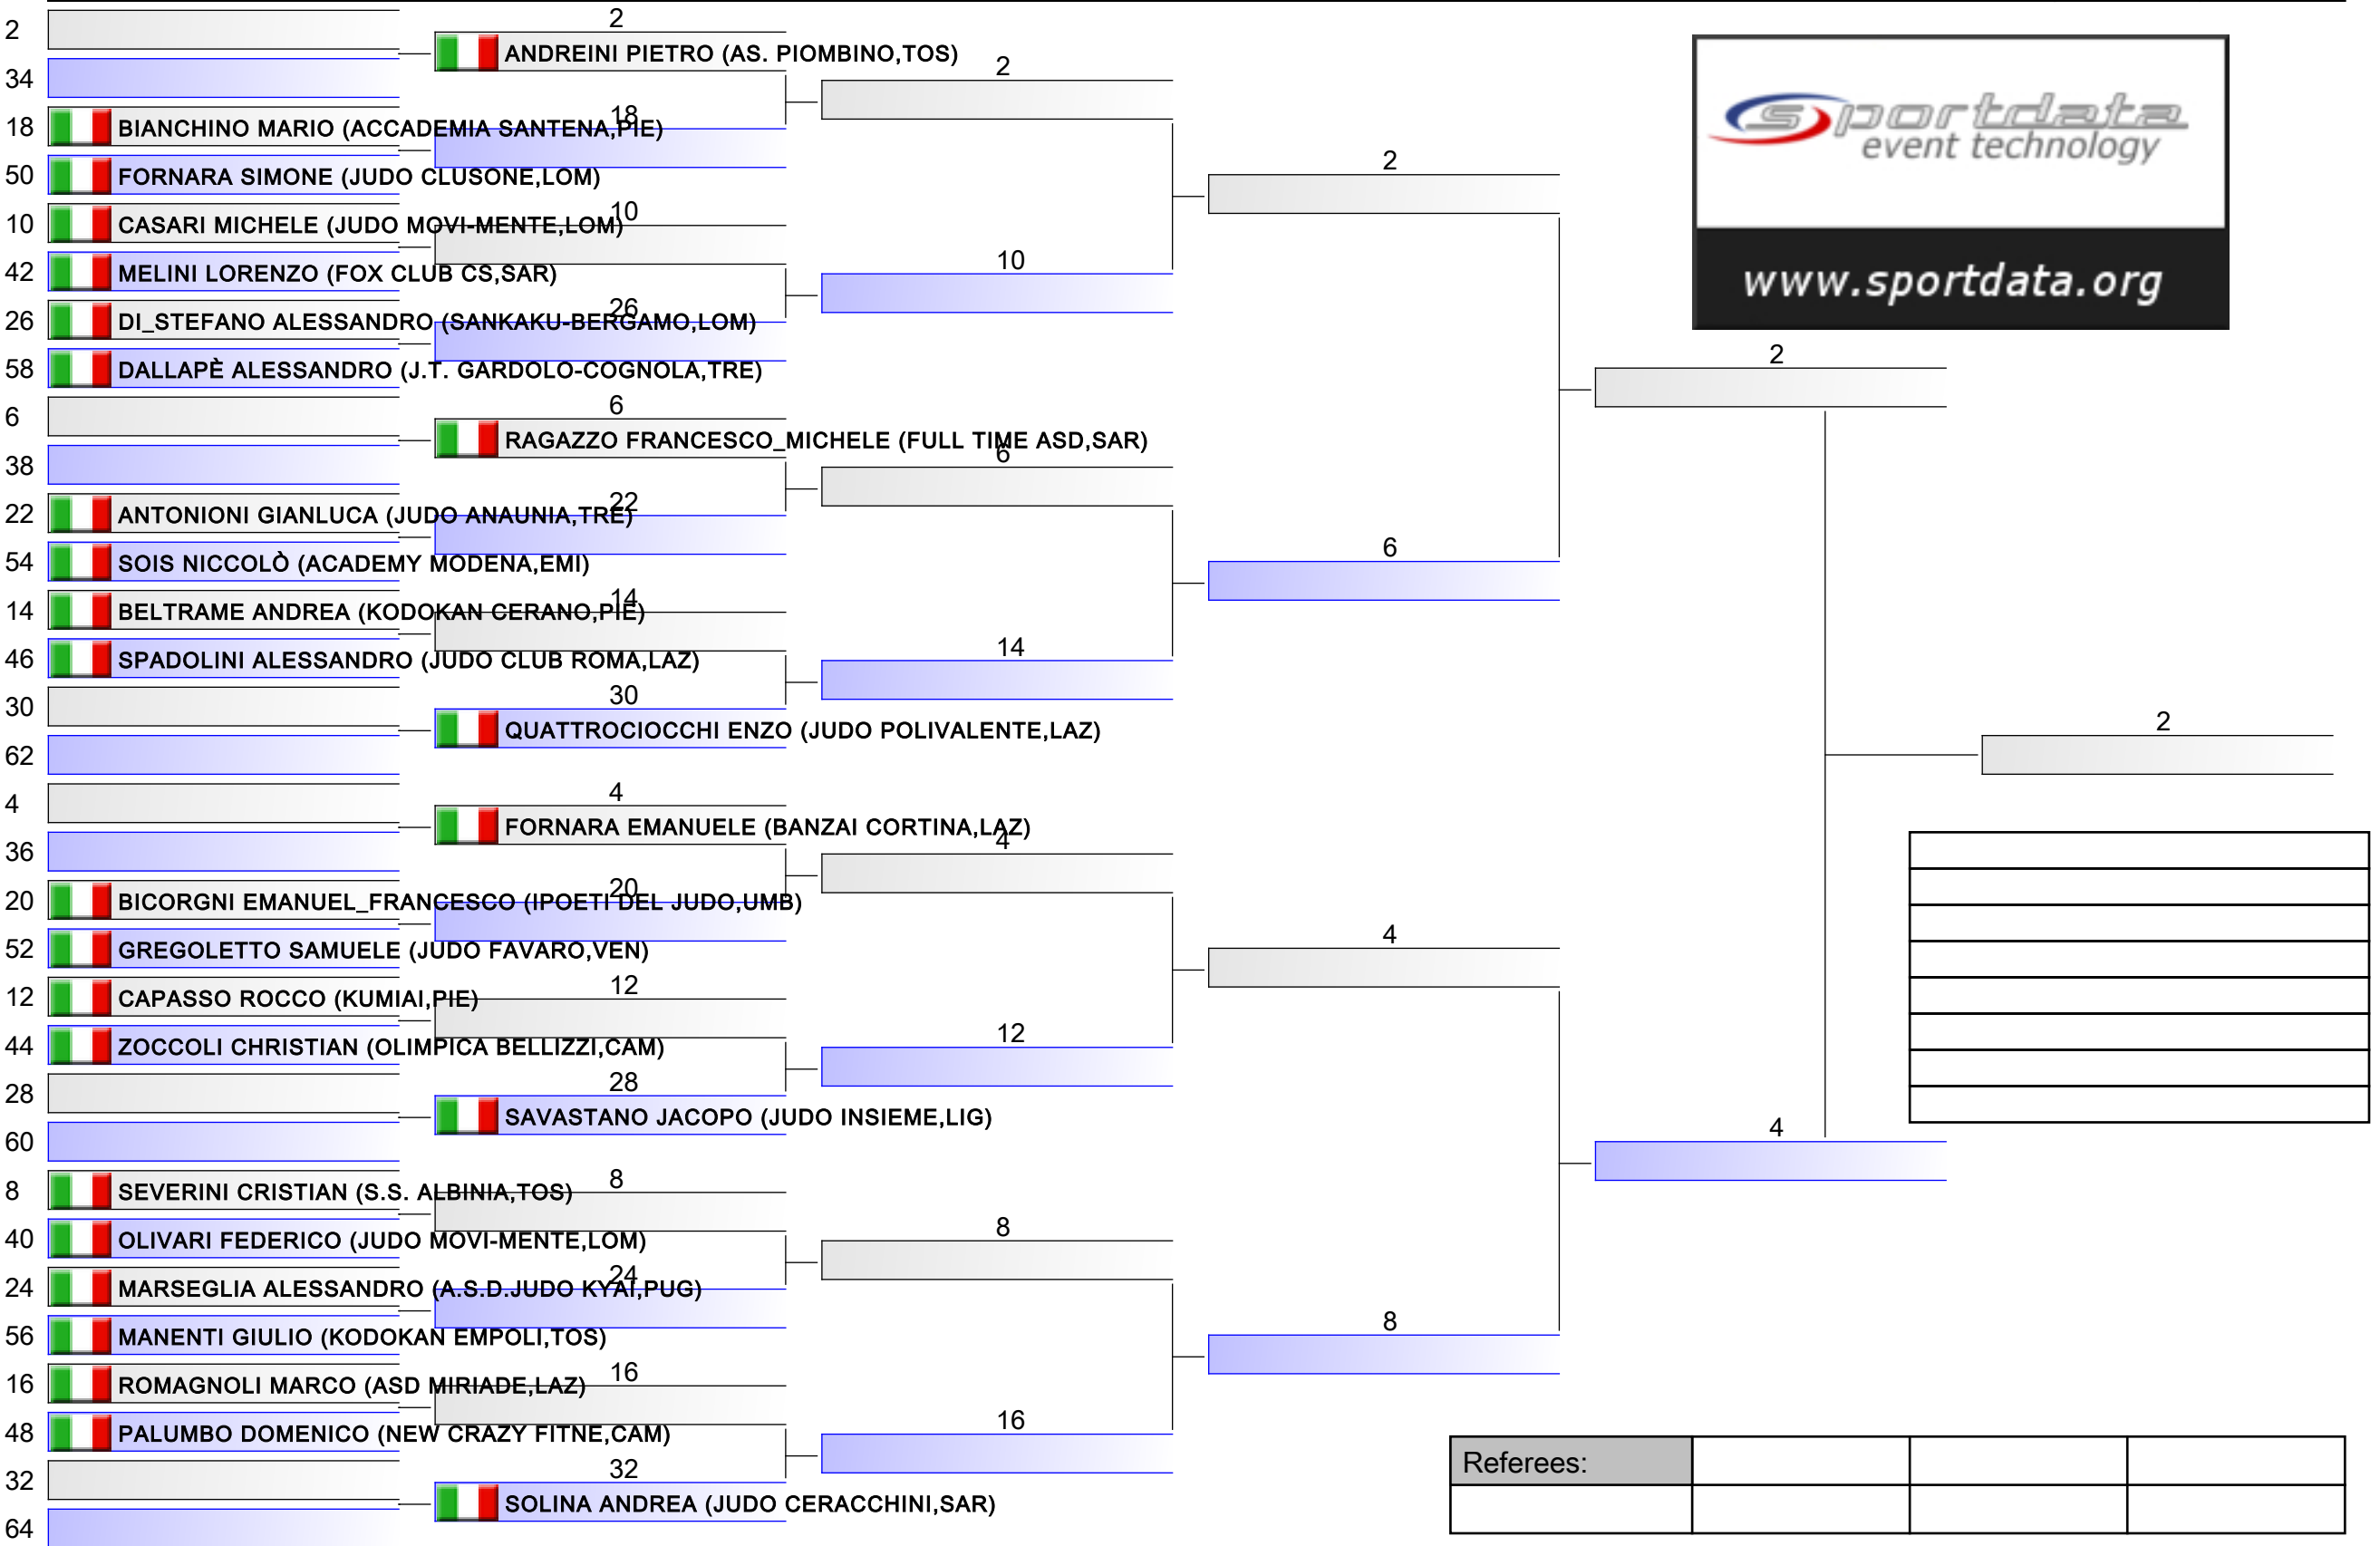 2
2
ANDREINI PIETRO (AS. PIOMBINO,TOS)
2
34
18
18
BIANCHINO MARIO (ACCADEMIA SANTENA,PIE)
sportdata
event technology
2
50
FORNARA SIMONE (JUDO CLUSONE,LOM)
10
10
CASARI MICHELE (JUDO MOVI-MENTE,LOM)
10
42
MELINI LORENZO (FOX CLUB CS,SAR)
www.sportdata.org
26
26
DI_STEFANO ALESSANDRO (SANKAKU-BERGAMO,LOM)
2
58
DALLAPÈ ALESSANDRO (J.T. GARDOLO-COGNOLA,TRE)
6
6
RAGAZZO FRANCESCO_MICHELE (FULL TIME ASD,SAR)
6
38
22
22
ANTONIONI GIANLUCA (JUDO ANAUNIA,TRE)
6
54
SOIS NICCOLÒ (ACADEMY MODENA,EMI)
14
14
BELTRAME ANDREA (KODOKAN CERANO,PIE)
14
46
SPADOLINI ALESSANDRO (JUDO CLUB ROMA,LAZ)
30
30
QUATTROCIOCCHI ENZO (JUDO POLIVALENTE,LAZ)
2
62
4
4
FORNARA EMANUELE (BANZAI CORTINA,LAZ)
4
36
20
20
BICORGNI EMANUEL_FRANCESCO (IPOETI DEL JUDO,UMB)
4
52
GREGOLETTO SAMUELE (JUDO FAVARO,VEN)
12
12
CAPASSO ROCCO (KUMIAI,PIE)
12
44
ZOCCOLI CHRISTIAN (OLIMPICA BELLIZZI,CAM)
28
28
SAVASTANO JACOPO (JUDO INSIEME,LIG)
4
60
8
8
SEVERINI CRISTIAN (S.S. ALBINIA,TOS)
8
40
OLIVARI FEDERICO (JUDO MOVI-MENTE,LOM)
24
24
MARSEGLIA ALESSANDRO (A.S.D.JUDO KYAI,PUG)
8
56
MANENTI GIULIO (KODOKAN EMPOLI,TOS)
16
16
ROMAGNOLI MARCO (ASD MIRIADE,LAZ)
16
48
PALUMBO DOMENICO (NEW CRAZY FITNE,CAM)
Referees:
32
32
SOLINA ANDREA (JUDO CERACCHINI,SAR)
64